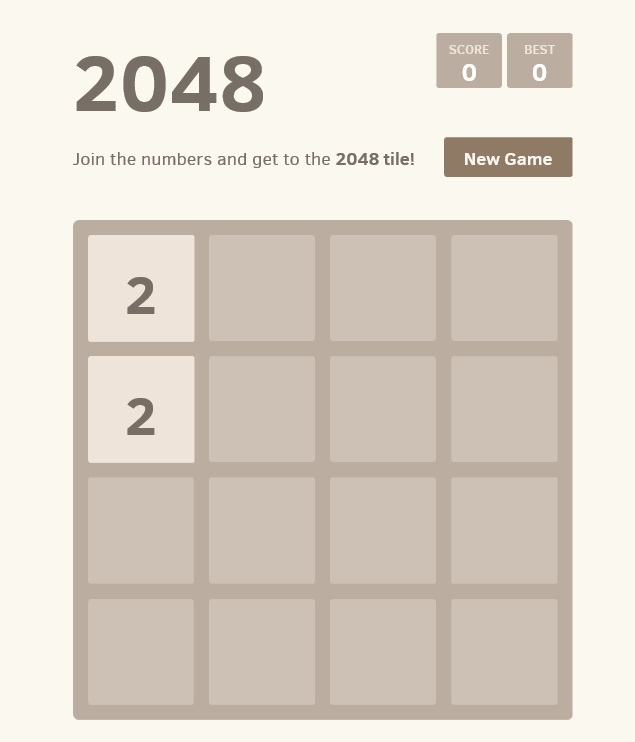 2048
SCORE
0
BEST
0
Join the numbers and get to the 2048 tile!
New Game
2
2